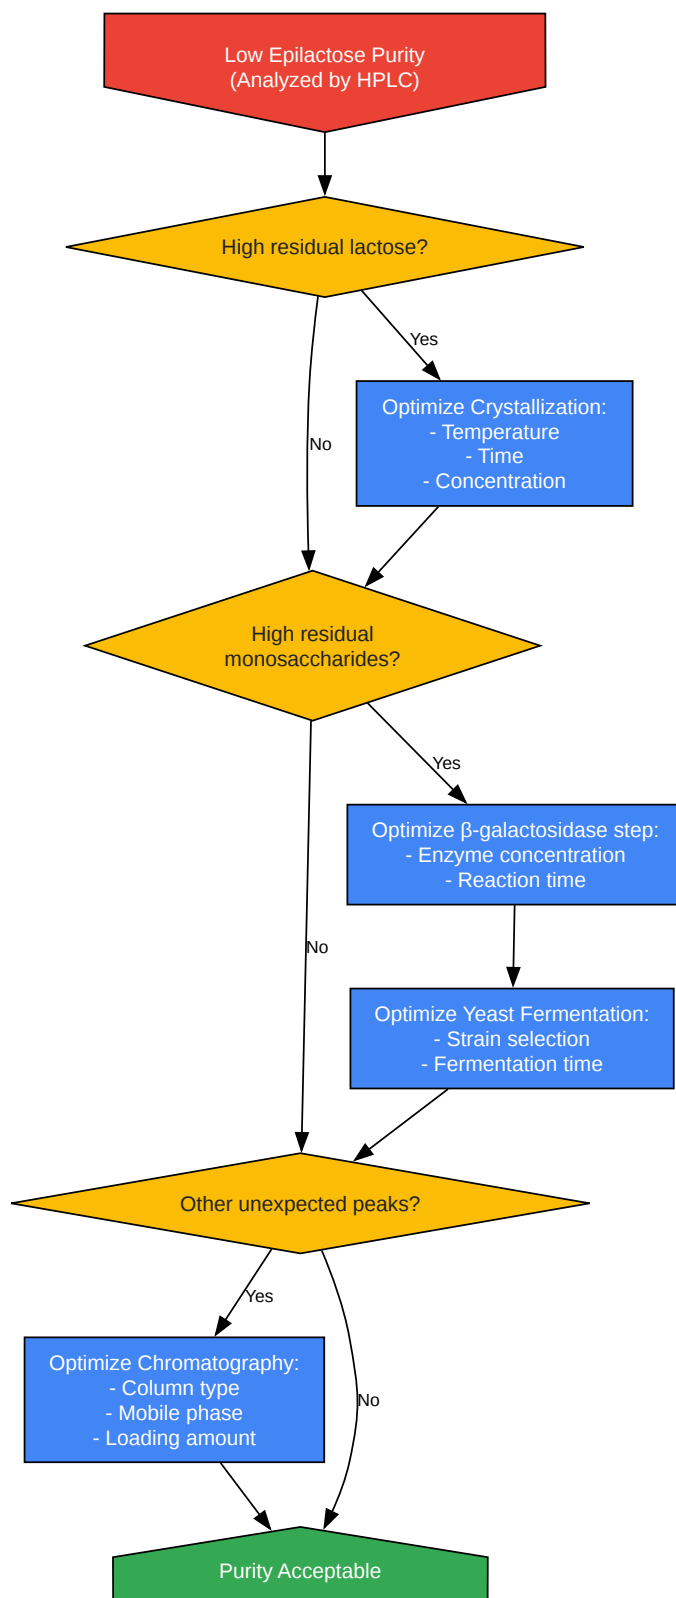 Low Epilactose Purity
(Analyzed by HPLC)
High residual lactose?
Yes
Optimize Crystallization:
- Temperature
- Time
- Concentration
No
High residual
monosaccharides?
Yes
Optimize β-galactosidase step:
- Enzyme concentration
- Reaction time
No
Optimize Yeast Fermentation:
- Strain selection
- Fermentation time
Other unexpected peaks?
Yes
Optimize Chromatography:
- Column type
- Mobile phase
- Loading amount
No
Purity Acceptable